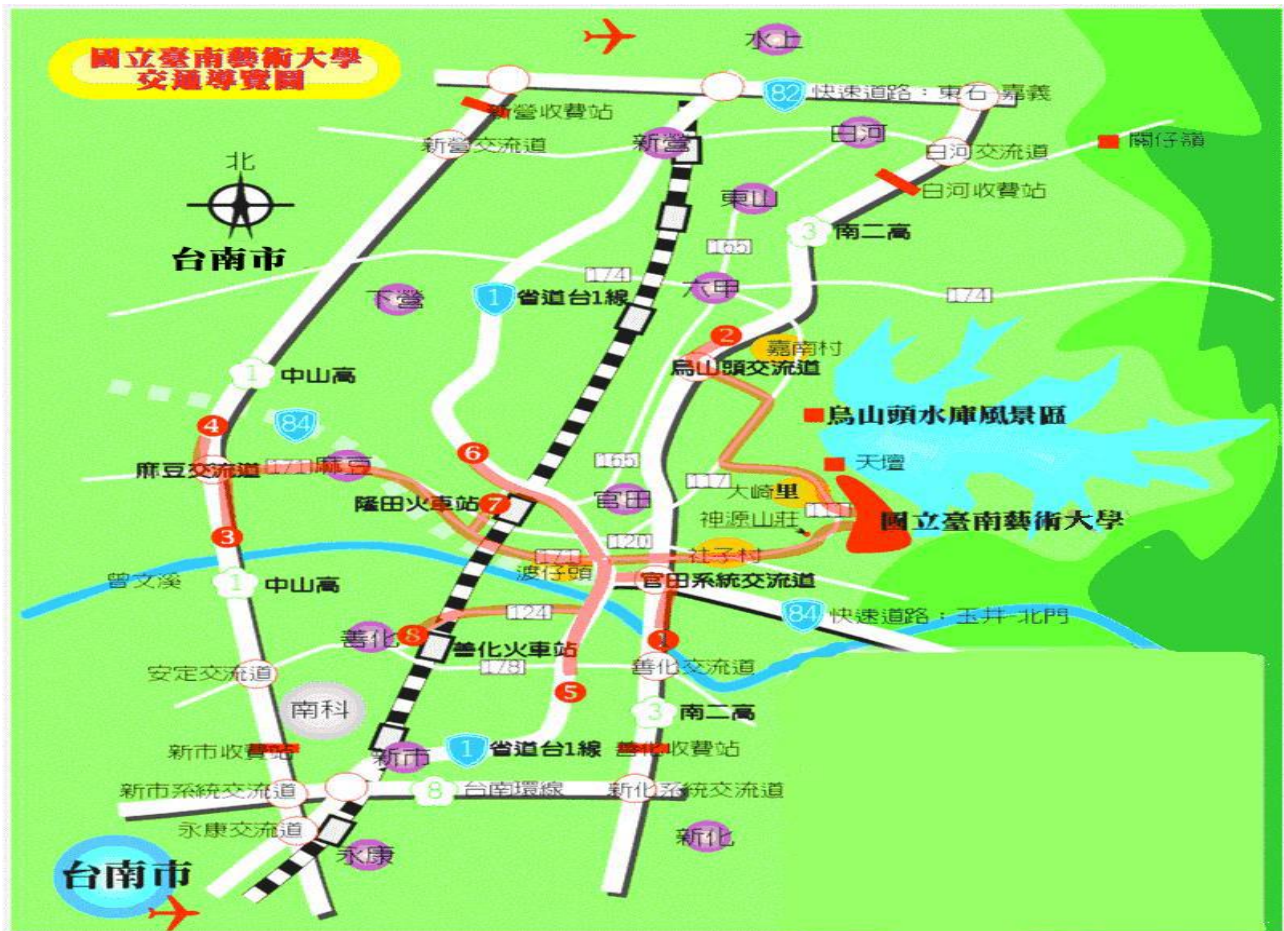 國立臺南藝術大學
交通導覽圖
水上
82 快速道路：東石-嘉義
新營收費站
新營交流道
新營
白河
白河交流道
關仔嶺
北
白河收費站
東山
台南市
3 南二高
165
174
六甲
174
下營
1 省道台1線
2
嘉南村
烏山頭交流道
1 中山高
烏山頭水庫風景區
4
84
6
麻豆交流道
171
麻豆
165
117
天壇
官田
大崎里
隆田火車站
7
神源山莊
國立臺南藝術大學
3
120
171
社子村
渡仔頭
官田系統交流道
曾文溪
1 中山高
124
84 快速道路：玉井-北門
善化
8
善化火車站
1
安定交流道
178
善化交流道
5
南科
3 南二高
新市收費站
新市
1 省道台1線
善化收費站
新市系統交流道
8 台南環線
新化系統交流道
永康交流道
永康
新化
台南市